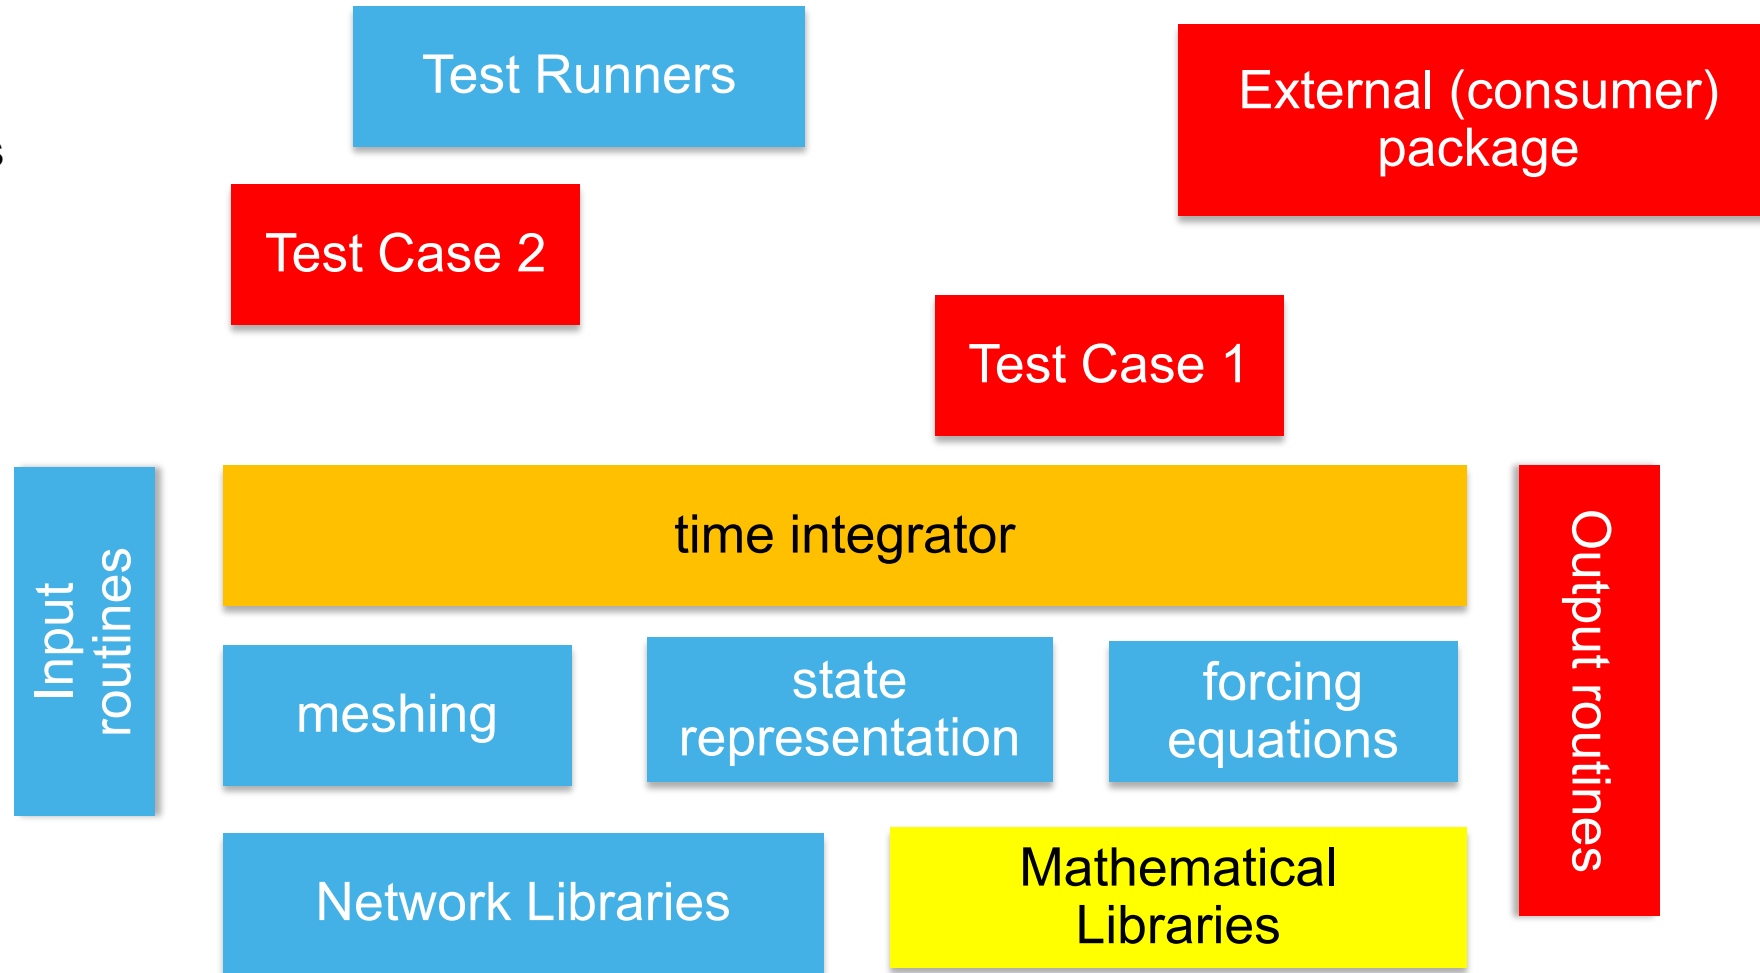 Test Runners
External (consumer)
package
s
Test Case 2
Test Case 1
Input
routines
time integrator
Output routines
meshing
state
representation
forcing
equations
Network Libraries
Mathematical
Libraries